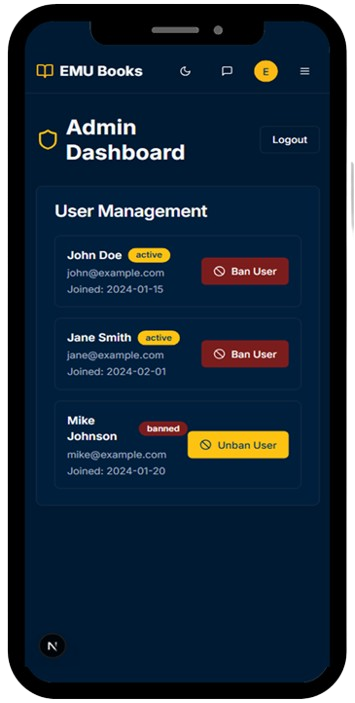 EMU Books
E
Admin
Dashboard
Logout
User Management
John Doe active
john@example.com
Joined: 2024-01-15
Ban User
Jane Smith active
jane@example.com
Joined: 2024-02-01
Ban User
Mike
Johnson
banned
mike@example.com
Joined: 2024-01-20
Unban User
N